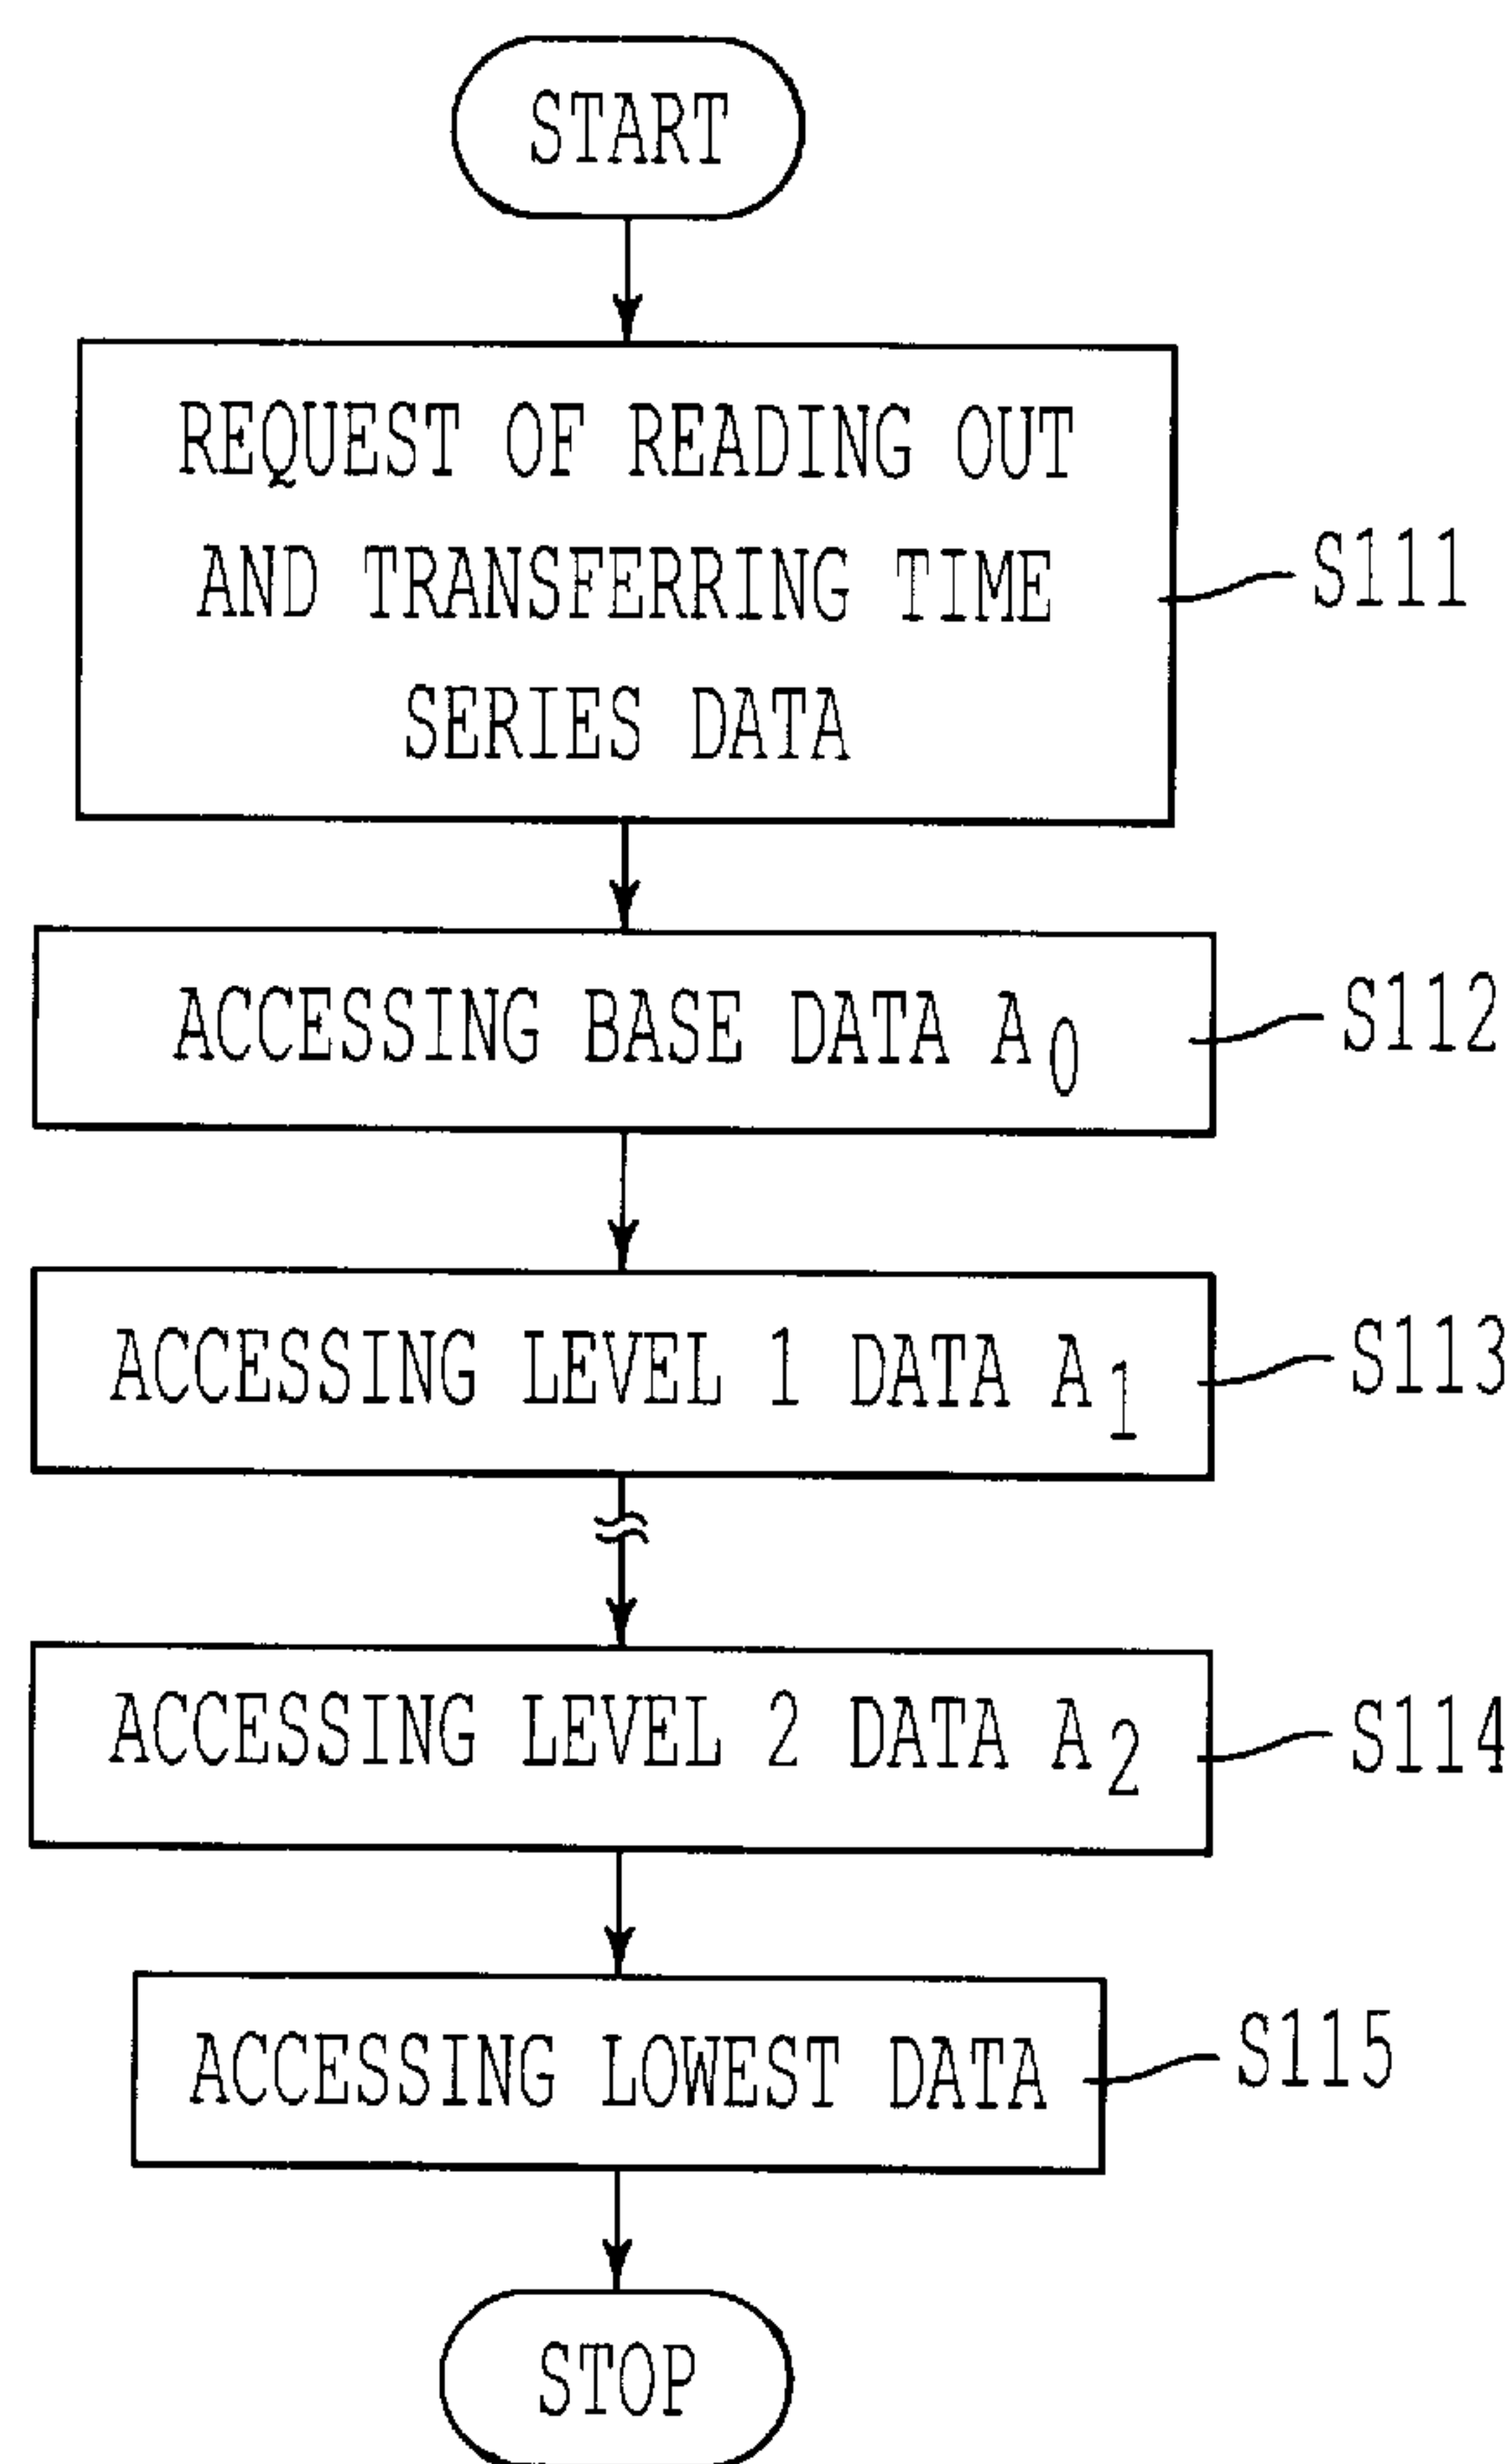 START
REQUEST OF READING OUT
AND TRANSFERRING TIME
SERIES DATA
S111
ACCESSING BASE DATA A0
S112
ACCESSING LEVEL 1 DATA A1
S113
ACCESSING LEVEL 2 DATA A2
S114
ACCESSING LOWEST DATA
S115
STOP